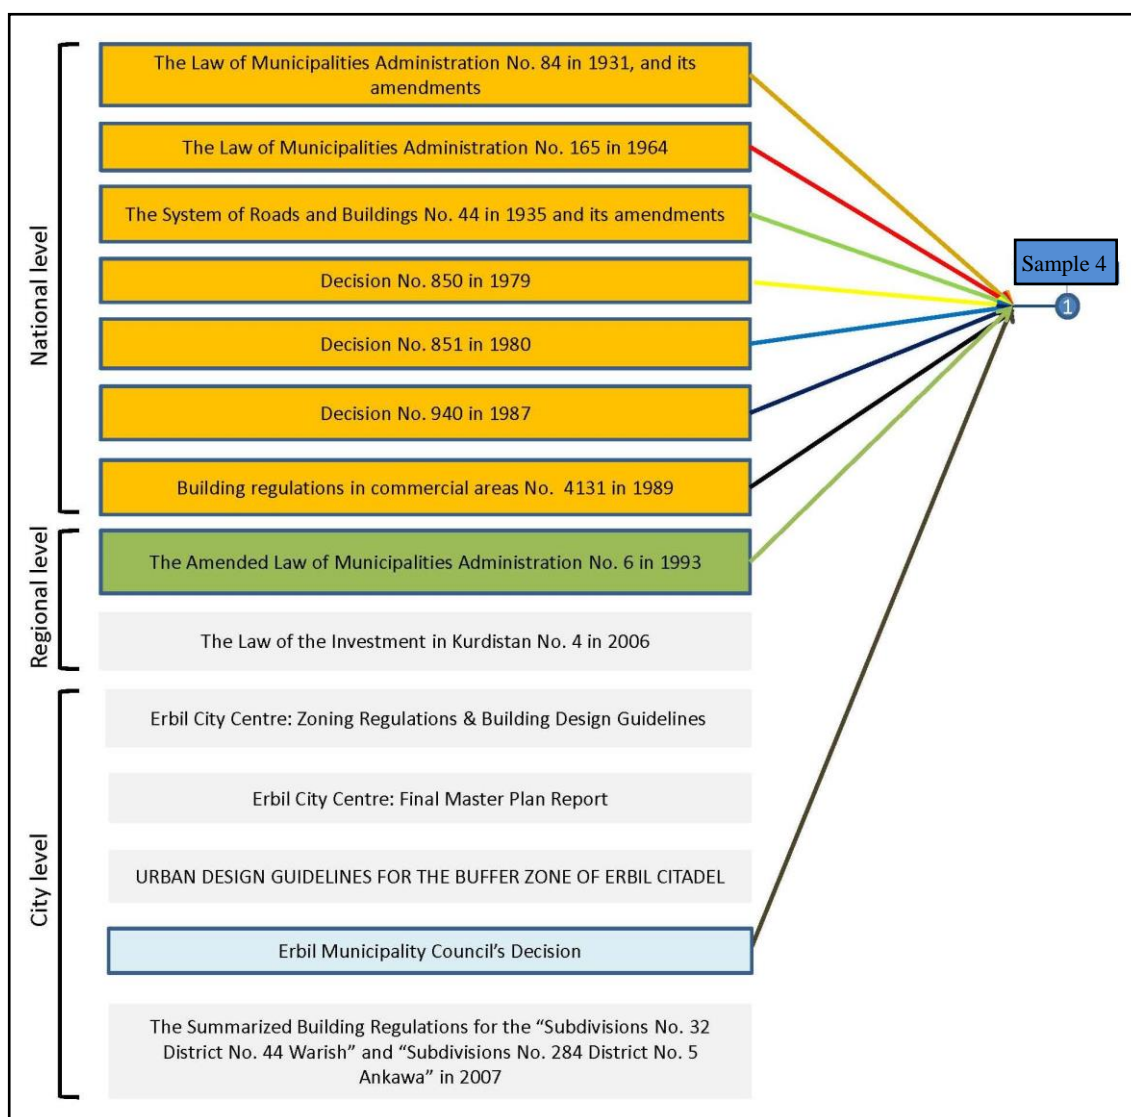 National level
The Law of Municipalities Administration No. 84 in 1931, and its
amendments
The Law of Municipalities Administration No. 165 in 1964
The System of Roads and Buildings No. 44 in 1935 and its amendments
Decision No. 850 in 1979
Decision No. 851 in 1980
Decision No. 940 in 1987
Building regulations in commercial areas No.  4131 in 1989
Sample 4
1
Regional level
The Amended Law of Municipalities Administration No. 6 in 1993
The Law of the Investment in Kurdistan No. 4 in 2006
City level
Erbil City Centre: Zoning Regulations & Building Design Guidelines
Erbil City Centre: Final Master Plan Report
URBAN DESIGN GUIDELINES FOR THE BUFFER ZONE OF ERBIL CITADEL
Erbil Municipality Council’s Decision
The Summarized Building Regulations for the “Subdivisions No. 32
District No. 44 Warish” and “Subdivisions No. 284 District No. 5
Ankawa” in 2007